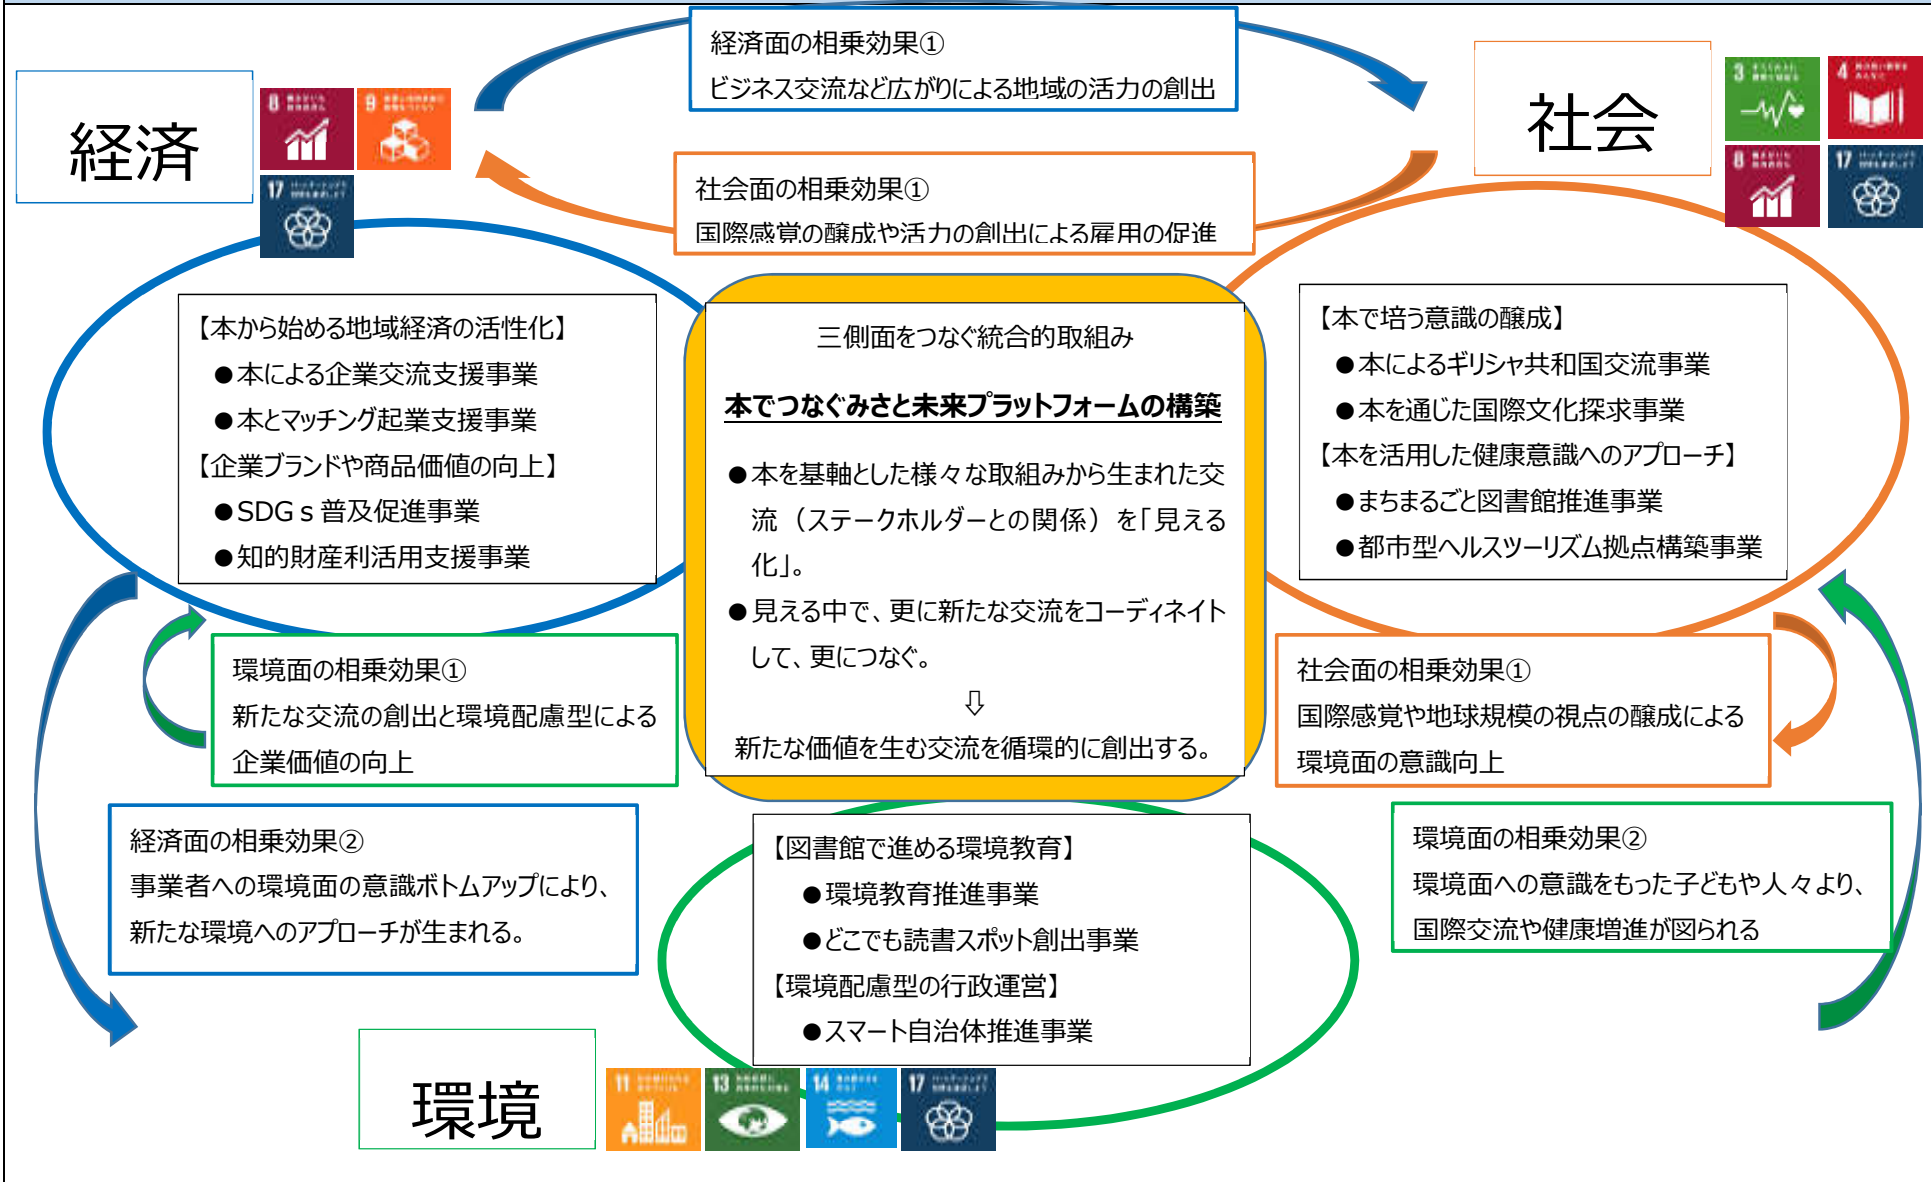 経済面の相乗効果①
ビジネス交流など広がりによる地域の活力の創出
経済
8
9
17
社会
3
4
8
17
社会面の相乗効果①
国際感覚の醸成や活力の創出による雇用の促進
【本から始める地域経済の活性化】
●本による企業交流支援事業
●本とマッチング起業支援事業
【企業ブランドや商品価値の向上】
●SDGs普及促進事業
●知的財産利活用支援事業
三側面をつなぐ統合的取組み
本でつなぐみさと未来プラットフォームの構築
●本を基軸とした様々な取組みから生まれた交
流（ステークホルダーとの関係）を「見える
化」。
●見える中で、更に新たな交流をコーディネイト
して、更につなぐ。
⇩
新たな価値を生む交流を循環的に創出する。
【本で培う意識の醸成】
●本によるギリシャ共和国交流事業
●本を通じた国際文化探求事業
【本を活用した健康意識へのアプローチ】
●まちまるごと図書館推進事業
●都市型ヘルスツーリズム拠点構築事業
環境面の相乗効果①
新たな交流の創出と環境配慮型による
企業価値の向上
社会面の相乗効果①
国際感覚や地球規模の視点の醸成による
環境面の意識向上
経済面の相乗効果②
事業者への環境面の意識ボトムアップにより、
新たな環境へのアプローチが生まれる。
【図書館で進める環境教育】
●環境教育推進事業
●どこでも読書スポット創出事業
【環境配慮型の行政運営】
●スマート自治体推進事業
環境面の相乗効果②
環境面への意識をもった子どもや人々より、
国際交流や健康増進が図られる
環境
11
13
14
17